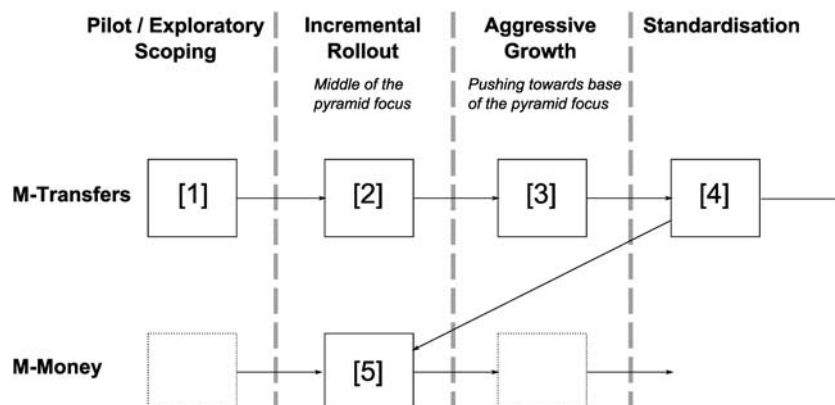 Pilot / Exploratory
Scoping
Incremental
Rollout
Middle of the
pyramid focus
Aggressive
Growth
Pushing towards base
of the pyramid focus
Standardisation
M-Transfers
[1]
[2]
[3]
[4]
M-Money
[5]